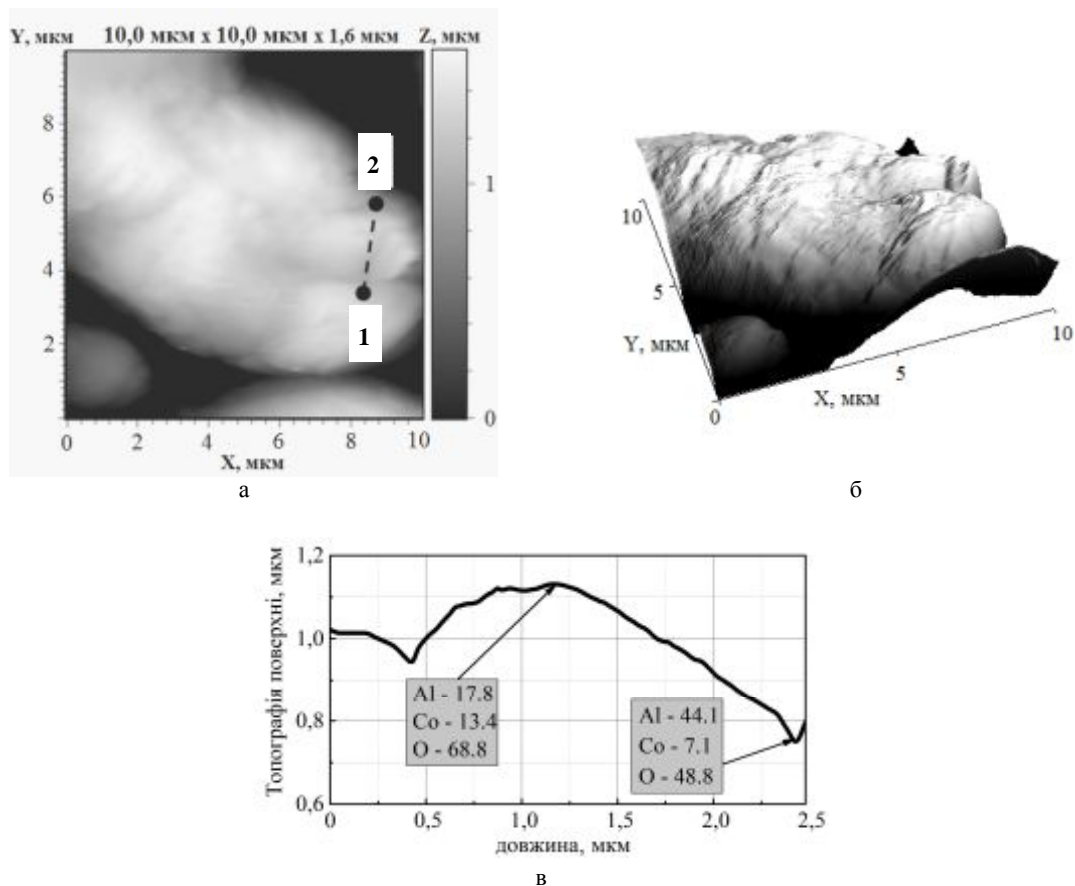 Y, мкм 10,0 мкм x 10,0 мкм x 1,6 мкм Z, мкм
8
6
4
2
2
1
1
0
0 2 4 6 8 10
X, мкм
а
10
5
Y, мкм
0
X, мкм
5
10
б
Топографія поверхні, мкм
1,2
1,0
0,8
0,6
Al - 17.8
Co - 13.4
O - 68.8
Al - 44.1
Co - 7.1
O - 48.8
0 0,5 1,0 1,5 2,0 2,5
довжина, мкм
в